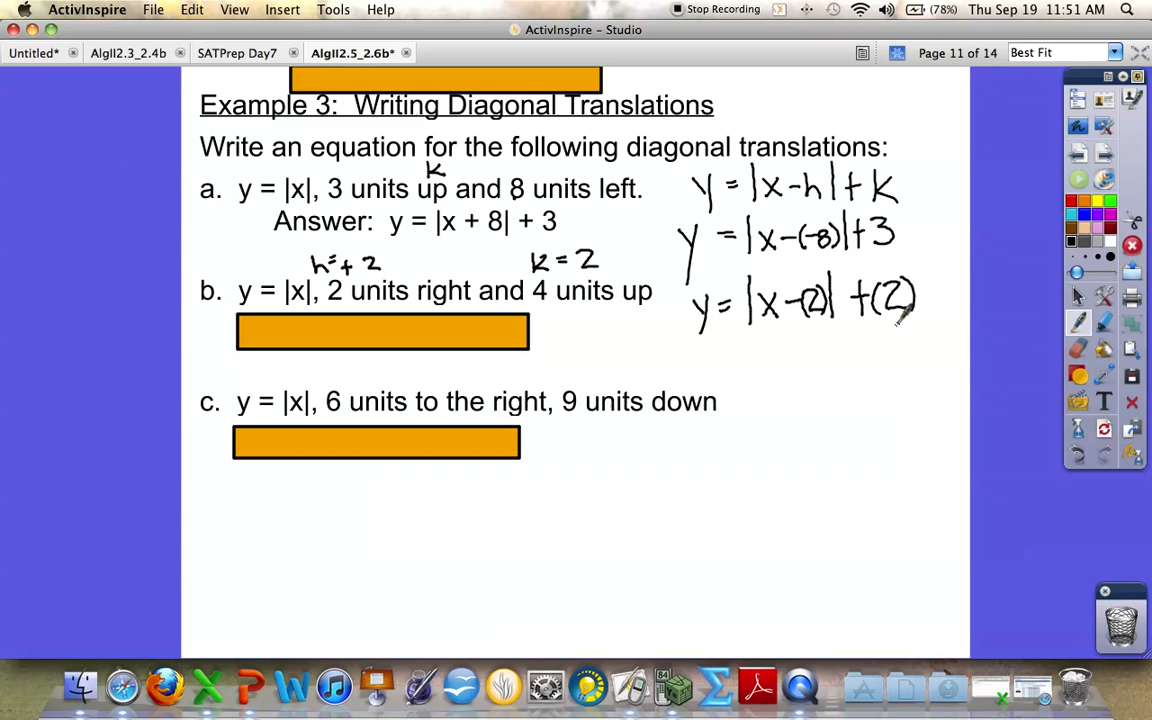 ActivInspire File Edit View Insert Tools Help Stop Recording (78%) Thu Sep 19 11:51 AM
ActivInspire - Studio
Untitled* AlgII2.3_2.4b SATPrep Day7 AlgII2.5_2.6b* Page 11 of 14 Best Fit
Example 3: Writing Diagonal Translations
Write an equation for the following diagonal translations:
k
a. y = |x|, 3 units up and 8 units left.
y = |x-h| + k
Answer: y = |x + 8| + 3
y = |x-(-8)|+3
h=+2 k=2
b. y = |x|, 2 units right and 4 units up
y = |x-(2)| +(2)
c. y = |x|, 6 units to the right, 9 units down